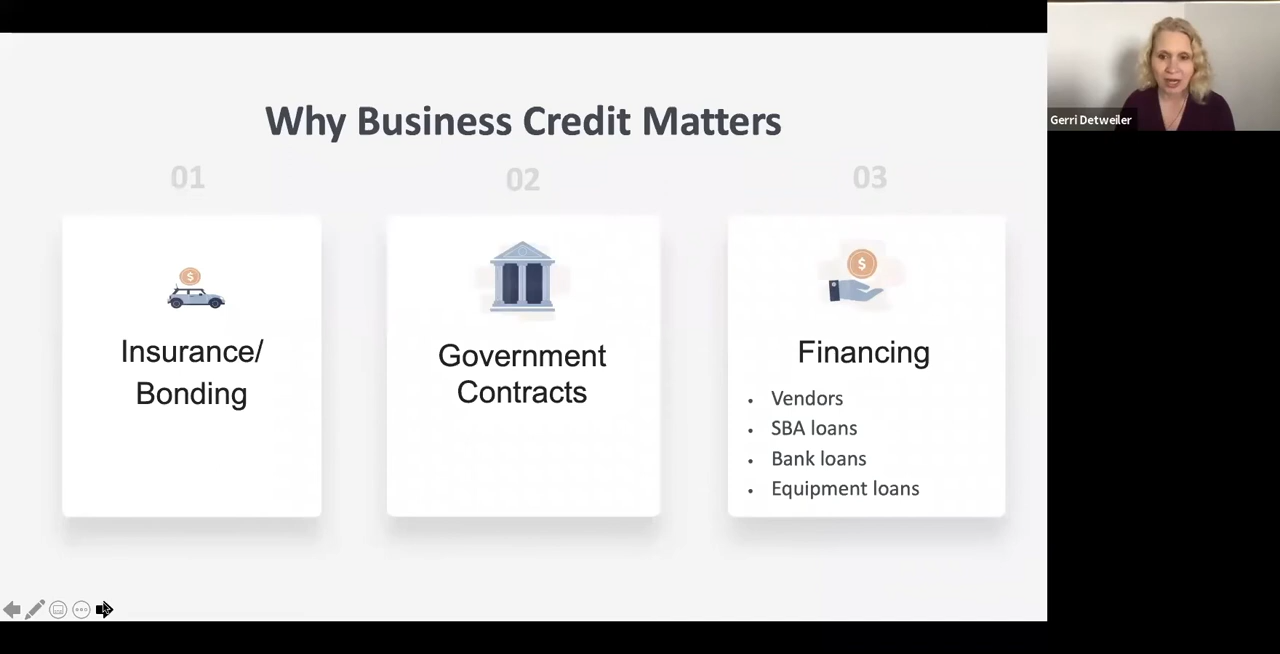 Why Business Credit Matters
01
02
03
$
$
Insurance/
Bonding
Government
Contracts
Financing
• Vendors
• SBA loans
• Bank loans
• Equipment loans
Gerri Detweiler